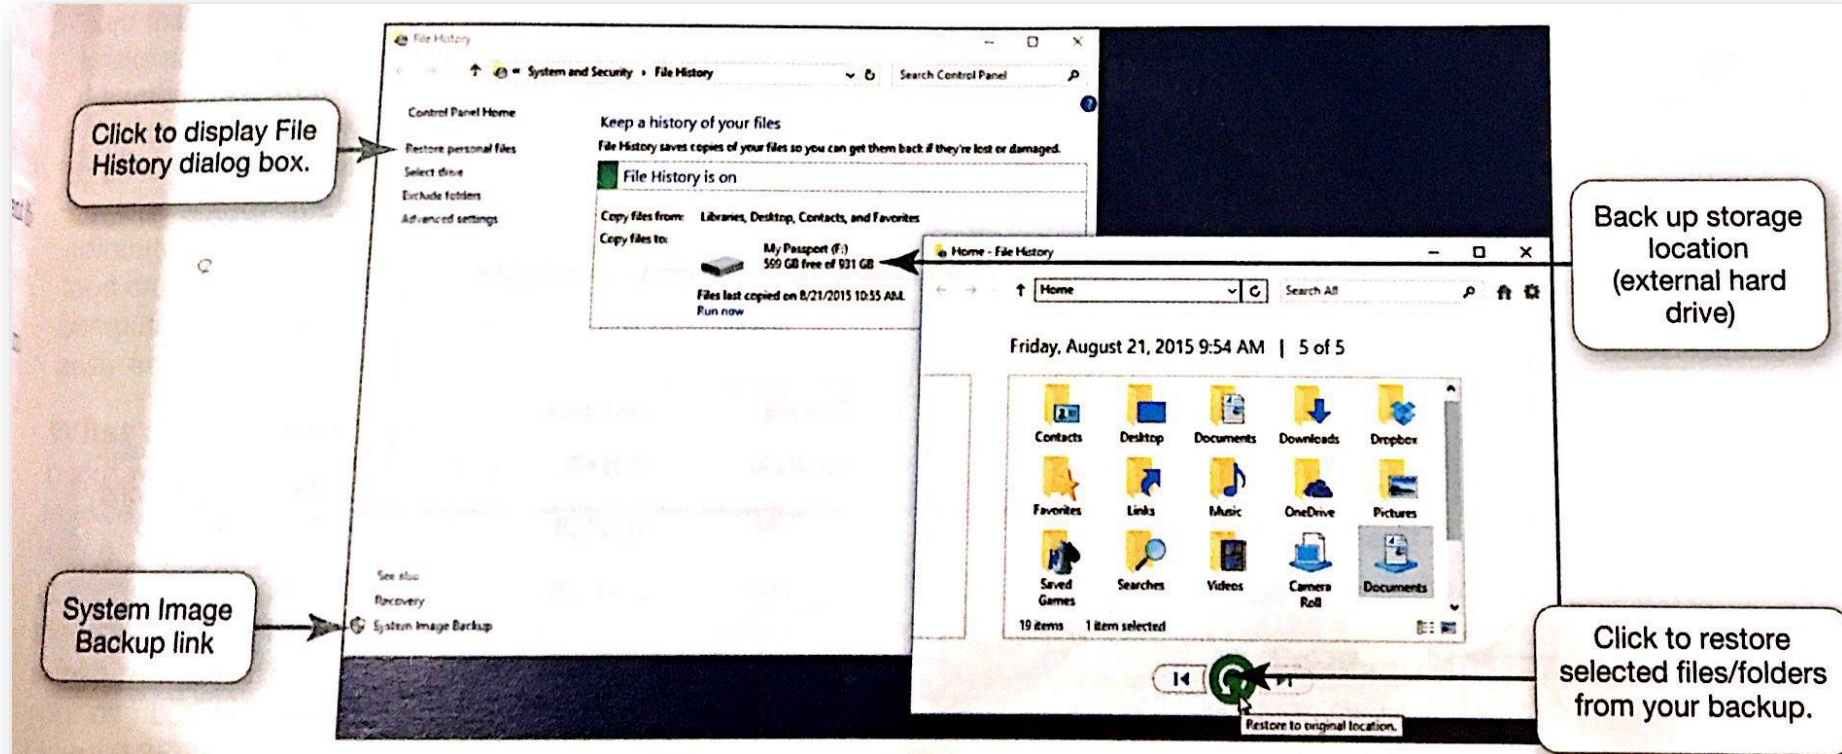 File History
« System and Security › File History
Search Control Panel
Control Panel Home
Restore personal files
Select drive
Exclude folders
Advanced settings
Keep a history of your files
File History saves copies of your files so you can get them back if they're lost or damaged.
File History is on
Copy files from: Libraries, Desktop, Contacts, and Favorites
Copy files to:
My Passport (F:)
599 GB free of 931 GB
Files last copied on 8/21/2015 10:55 AM.
Run now
See also
Recovery
System Image Backup
Click to display File
History dialog box.
System Image
Backup link
Back up storage
location
(external hard
drive)
Home - File History
Home
Search All
Friday, August 21, 2015 9:54 AM | 5 of 5
Contacts Desktop Documents Downloads Dropbox
Favorites Links Music OneDrive Pictures
Saved Games Searches Videos Camera Roll Documents
19 items 1 item selected
Restore to original location.
Click to restore
selected files/folders
from your backup.